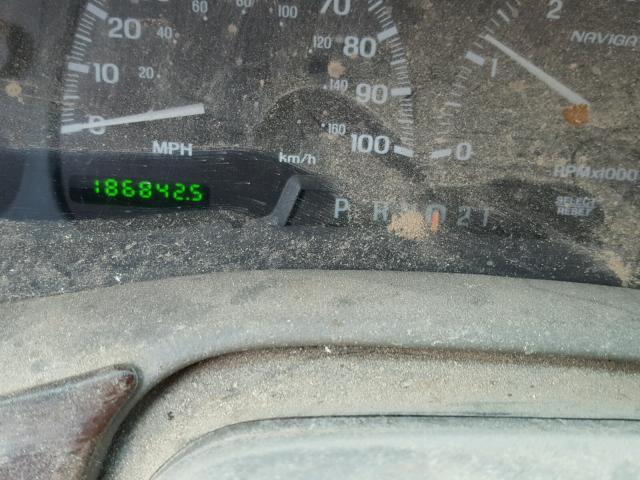 60 80 100 70 2
20 40 120 80 NAVIGAT
10 20 140 90 1
0 160 100 0
MPH km/h RPMx1000
186842.5 P R N D 2 1 SELECT
RESET